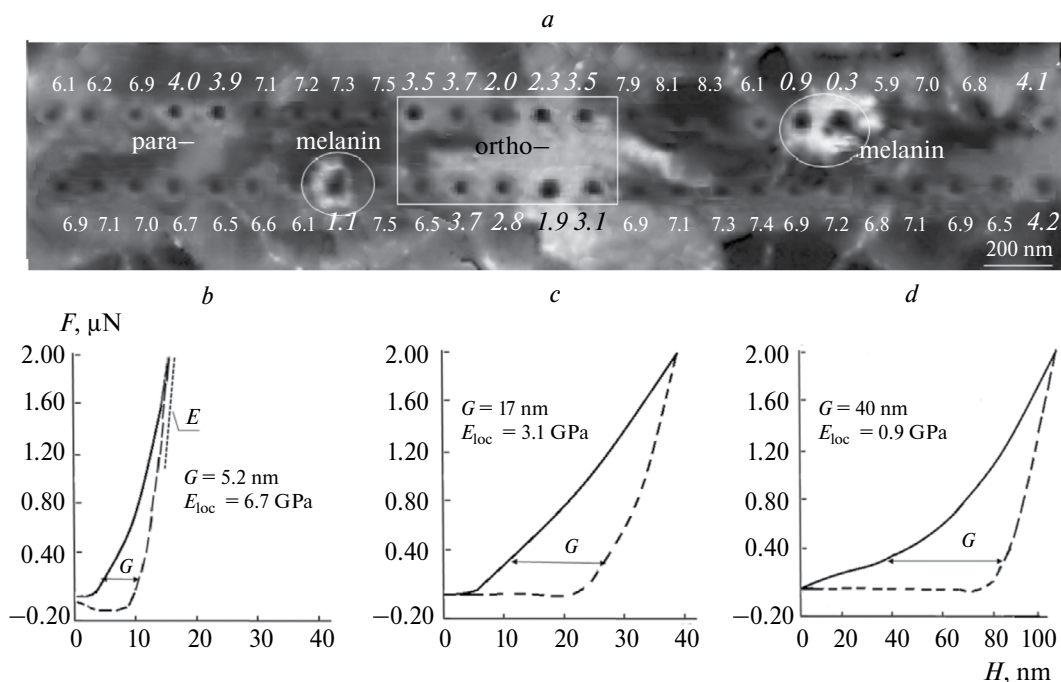 a
6.1 6.2 6.9 4.0 3.9 7.1 7.2 7.3 7.5 3.5 3.7 2.0 2.3 3.5 7.9 8.1 8.3 6.1 0.9 0.3 5.9 7.0 6.8 4.1
para– melanin ortho– melanin
6.9 7.1 7.0 6.7 6.5 6.6 6.1 1.1 7.5 6.5 3.7 2.8 1.9 3.1 6.9 7.1 7.3 7.4 6.9 7.2 6.8 7.1 6.9 6.5 4.2
200 nm
b
F, μN
2.00
1.60
1.20
0.80
0.40
–0.20
E
G = 5.2 nm
Eloc = 6.7 GPa
G
0 10 20 30 40
c
2.00
1.60
1.20
0.80
0.40
–0.20
G = 17 nm
Eloc = 3.1 GPa
G
0 10 20 30 40
d
2.00
1.60
1.20
0.80
0.40
–0.20
G = 40 nm
Eloc = 0.9 GPa
G
0 20 40 60 80 100
H, nm